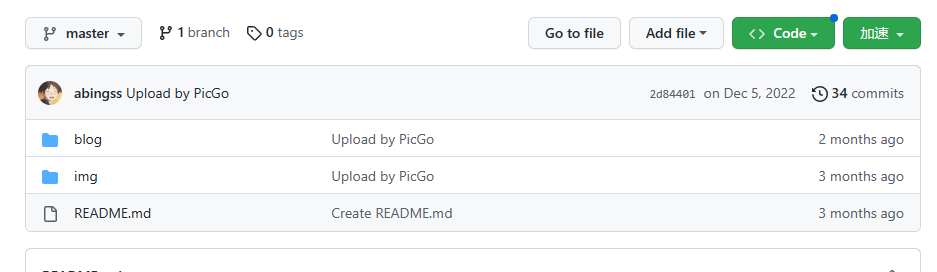 master 1 branch 0 tags Go to file Add file Code 加速
abingss Upload by PicGo 2d84401 on Dec 5, 2022 34 commits
blog Upload by PicGo 2 months ago
img Upload by PicGo 3 months ago
README.md Create README.md 3 months ago